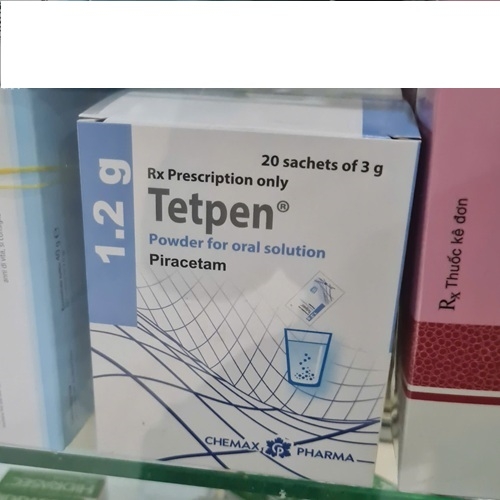 20 sachets of 3 g
Rx Prescription only
Tetpen®
Powder for oral solution
Piracetam
1.2 g
CHEMAX PHARMA
Rx Thuốc kê đơn